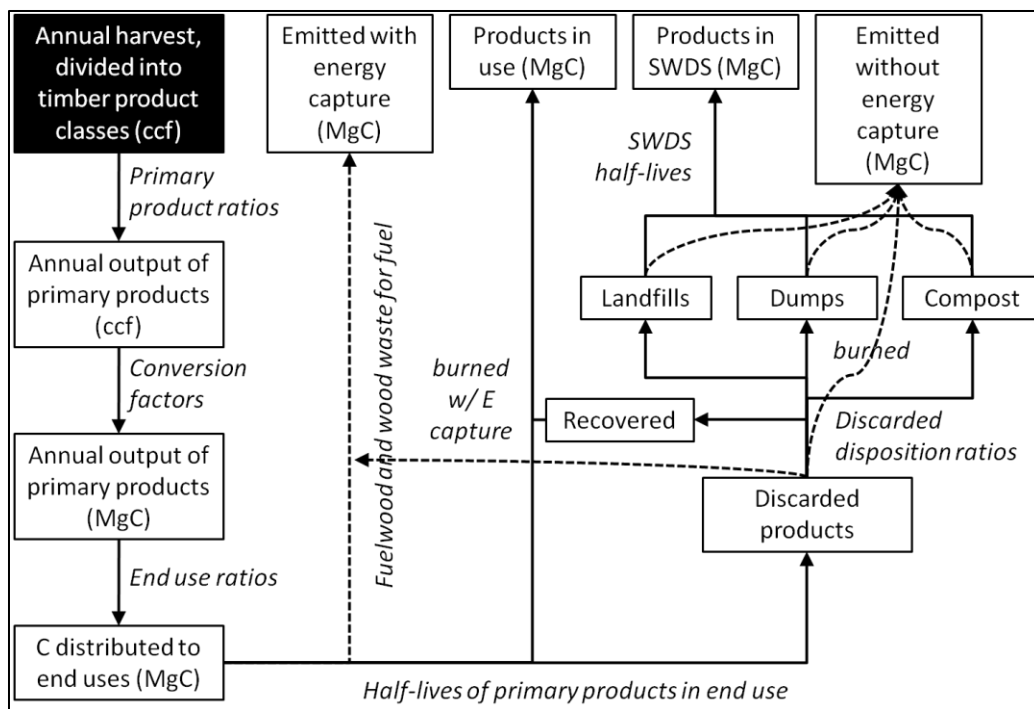 Annual harvest,
divided into
timber product
classes (ccf)
Emitted with
energy
capture
(MgC)
Products in
use (MgC)
Products in
SWDS (MgC)
Emitted
without
energy
capture
(MgC)
Primary
product ratios
SWDS
half-lives
Annual output of
primary products
(ccf)
Landfills
Dumps
Compost
Conversion
factors
Fuelwood and wood waste for fuel
burned
w/ E
capture
burned
Recovered
Discarded
disposition ratios
Annual output of
primary products
(MgC)
Discarded
products
End use ratios
C distributed to
end uses (MgC)
Half-lives of primary products in end use